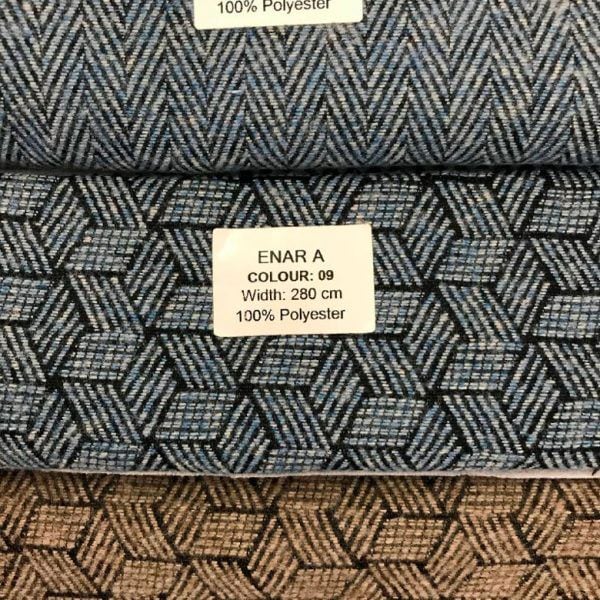 100% Polyester
ENAR A
COLOUR: 09
Width: 280 cm
100% Polyester